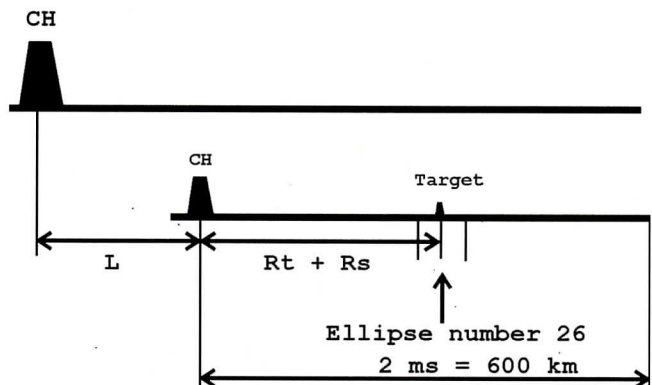 CH
CH
Target
L
Rt + Rs
Ellipse number 26
2 ms = 600 km